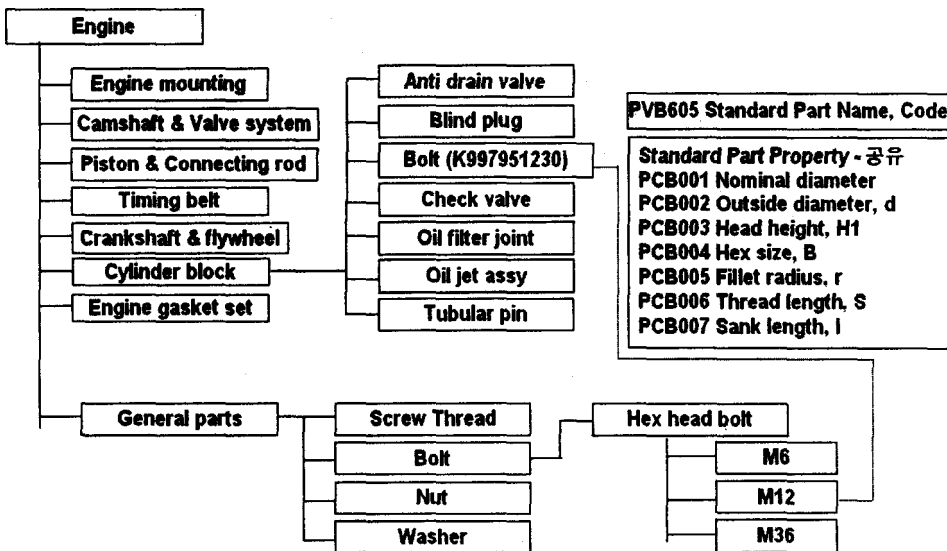 Engine
Engine mounting
Camshaft & Valve system
Piston & Connecting rod
Timing belt
Crankshaft & flywheel
Cylinder block
Engine gasket set
Anti drain valve
Blind plug
Bolt (K997951230)
Check valve
Oil filter joint
Oil jet assy
Tubular pin
PVB605 Standard Part Name, Code
Standard Part Property - 공유
PCB001 Nominal diameter
PCB002 Outside diameter, d
PCB003 Head height, H1
PCB004 Hex size, B
PCB005 Fillet radius, r
PCB006 Thread length, S
PCB007 Sank length, l
General parts
Screw Thread
Bolt
Nut
Washer
Hex head bolt
M6
M12
M36